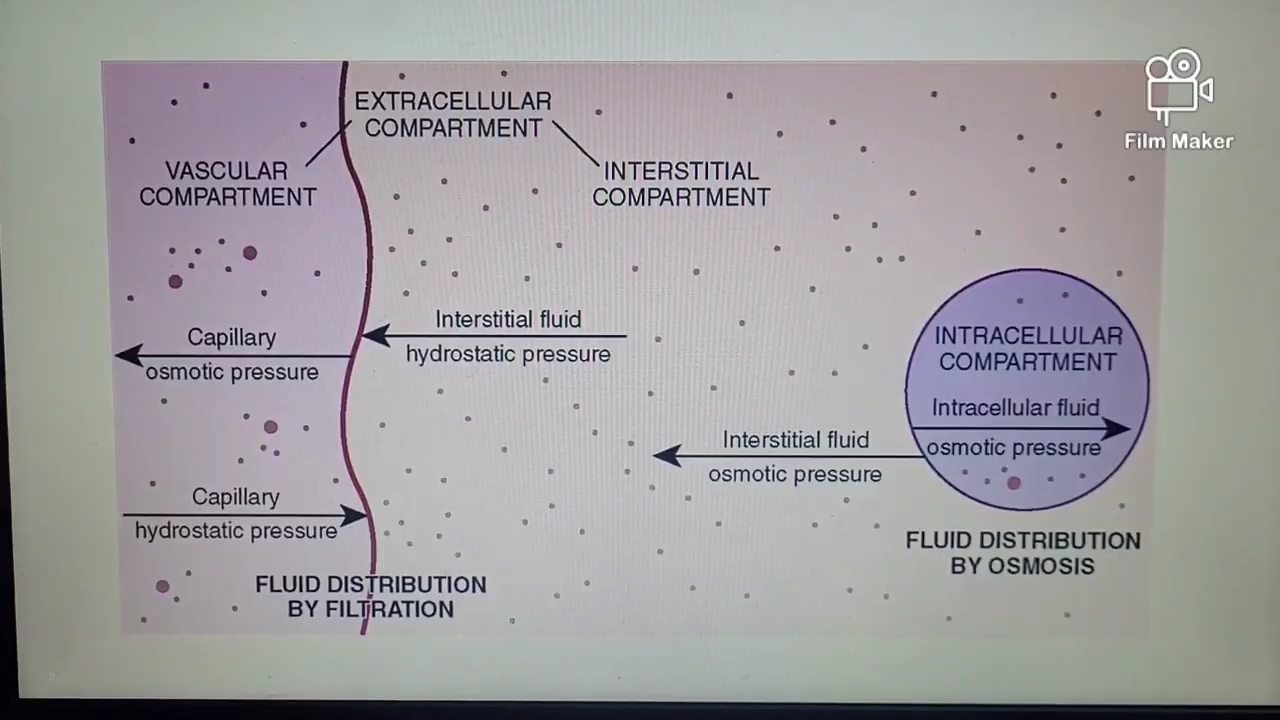 Film Maker
EXTRACELLULAR
COMPARTMENT
VASCULAR
COMPARTMENT
INTERSTITIAL
COMPARTMENT
Capillary
osmotic pressure
Interstitial fluid
hydrostatic pressure
INTRACELLULAR
COMPARTMENT
Intracellular fluid
osmotic pressure
Interstitial fluid
osmotic pressure
Capillary
hydrostatic pressure
FLUID DISTRIBUTION
BY OSMOSIS
FLUID DISTRIBUTION
BY FILTRATION